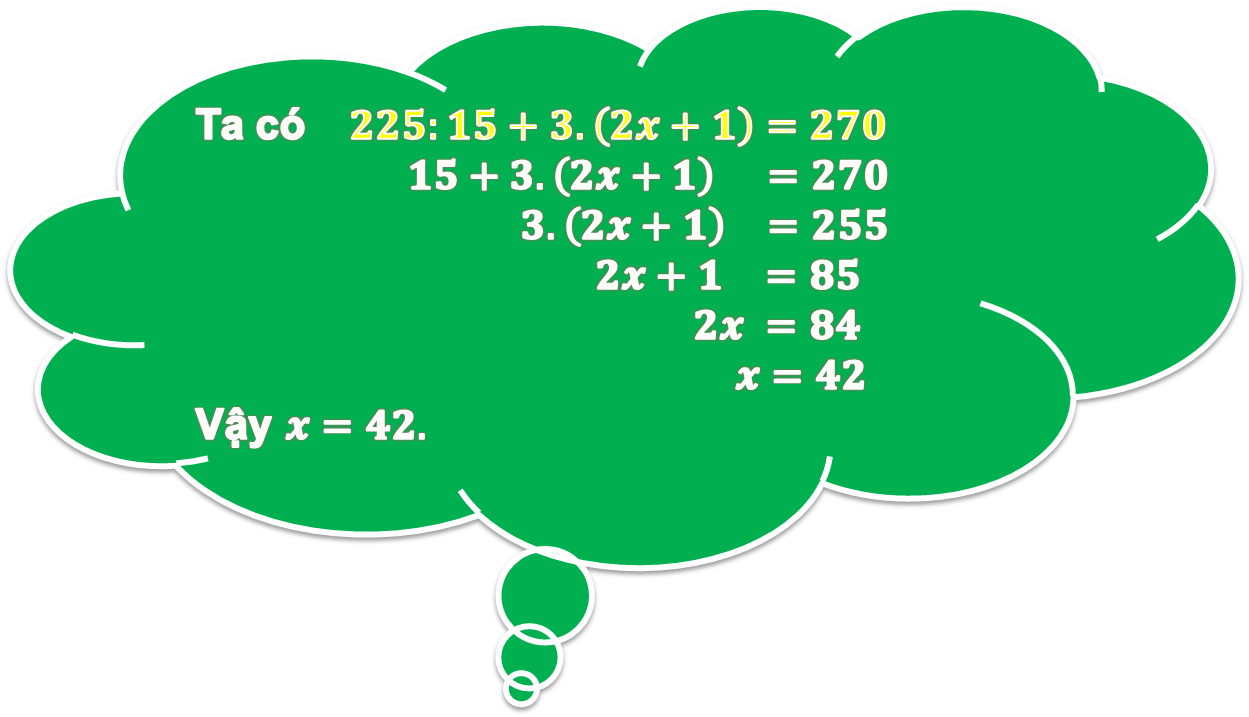 Ta có 225:15 + 3.(2x + 1) = 270
15 + 3.(2x + 1) = 270
3.(2x + 1) = 255
2x + 1 = 85
2x = 84
x = 42
Vậy x = 42.